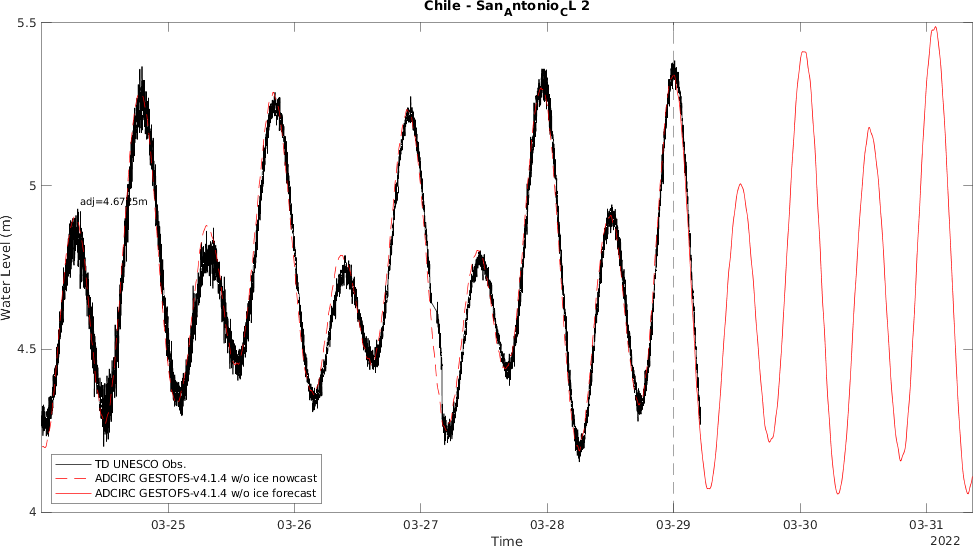 Chile - SanAntonioCL 2
5.5
5
4.5
4
Water Level (m)
adj=4.6725m
TD UNESCO Obs.
ADCIRC GESTOFS-v4.1.4 w/o ice nowcast
ADCIRC GESTOFS-v4.1.4 w/o ice forecast
03-25
03-26
03-27
03-28
03-29
03-30
03-31
Time
2022